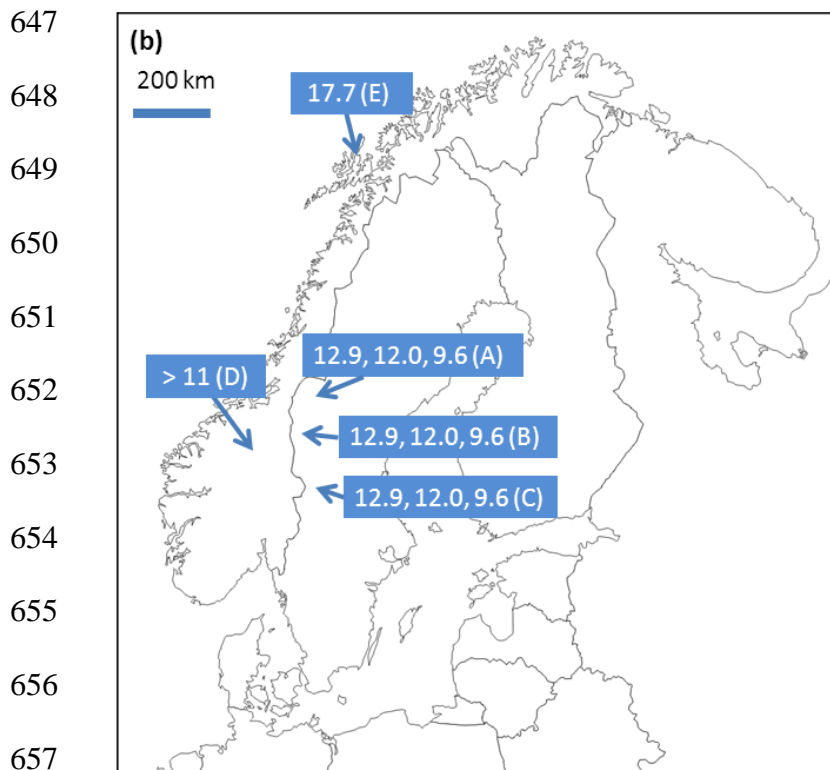 647
(b)
200 km
648
17.7 (E)
649
650
651
12.9, 12.0, 9.6 (A)
> 11 (D)
652
12.9, 12.0, 9.6 (B)
653
12.9, 12.0, 9.6 (C)
654
655
656
657